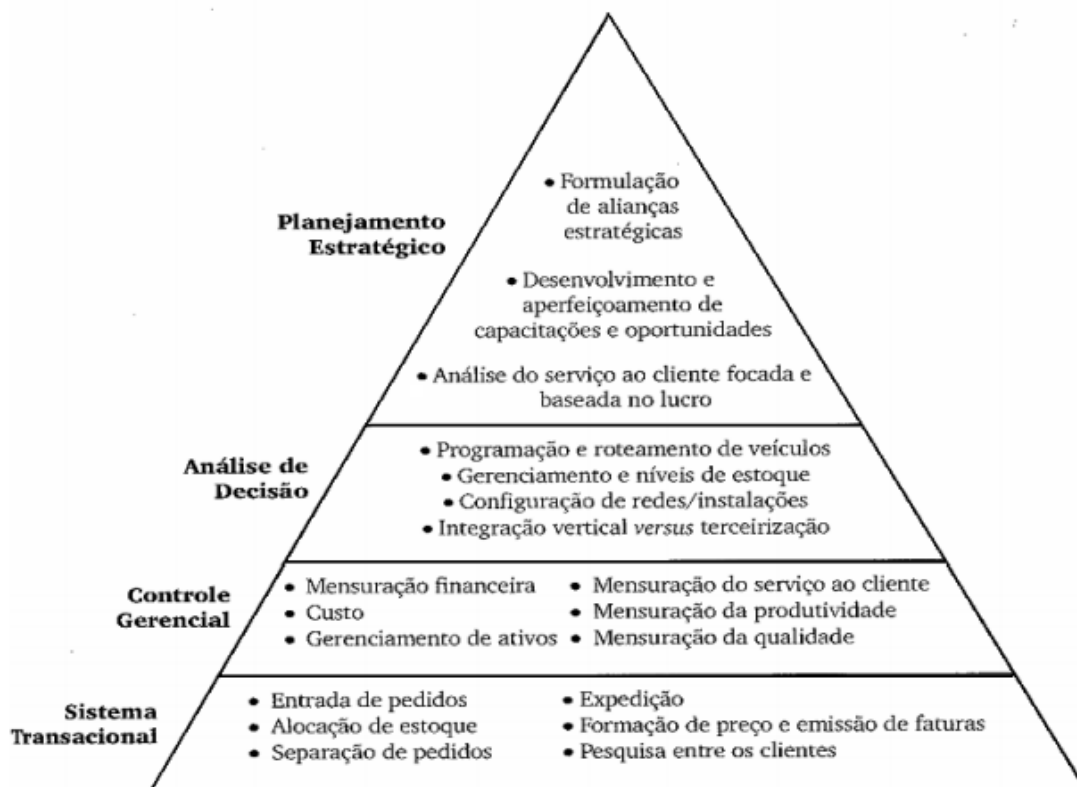 Planejamento
Estratégico
• Formulação
de alianças
estratégicas
• Desenvolvimento e
aperfeiçoamento de
capacitações e oportunidades
• Análise do serviço ao cliente focada e
baseada no lucro
Análise de
Decisão
• Programação e roteamento de veículos
• Gerenciamento e níveis de estoque
• Configuração de redes/instalações
• Integração vertical versus terceirização
Controle
Gerencial
• Mensuração financeira
• Custo
• Gerenciamento de ativos
• Mensuração do serviço ao cliente
• Mensuração da produtividade
• Mensuração da qualidade
Sistema
Transacional
• Entrada de pedidos
• Alocação de estoque
• Separação de pedidos
• Expedição
• Formação de preço e emissão de faturas
• Pesquisa entre os clientes